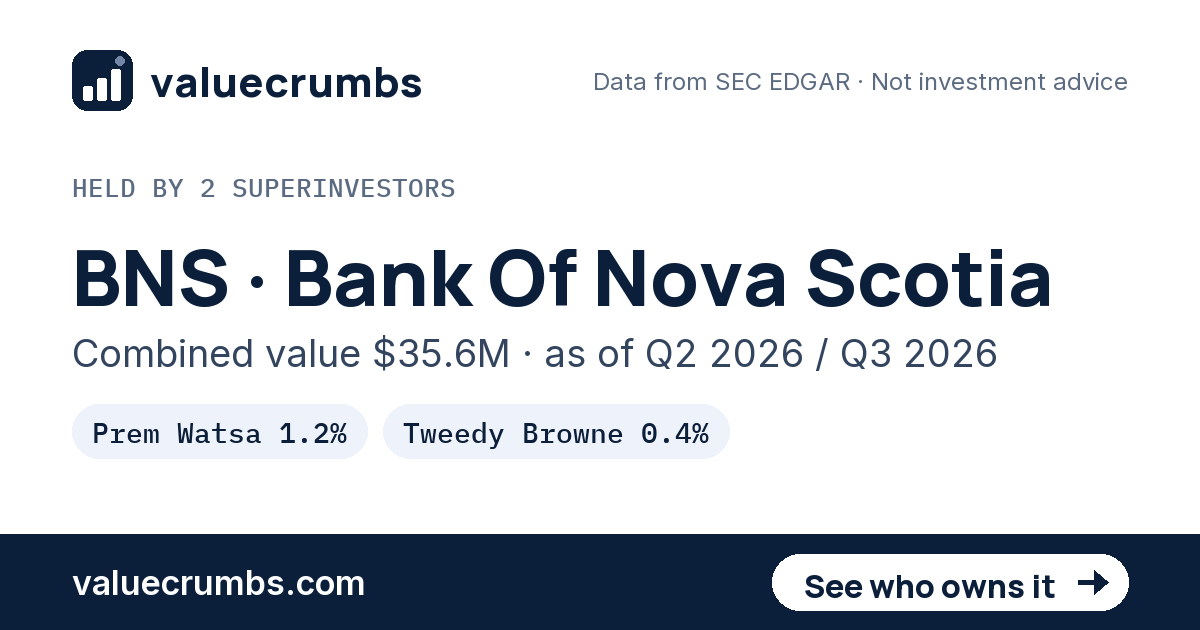 valuecrumbs
Data from SEC EDGAR · Not investment advice
HELD BY 2 SUPERINVESTORS
BNS · Bank Of Nova Scotia
Combined value $35.6M · as of Q2 2026 / Q3 2026
Prem Watsa 1.2%
Tweedy Browne 0.4%
valuecrumbs.com
See who owns it →